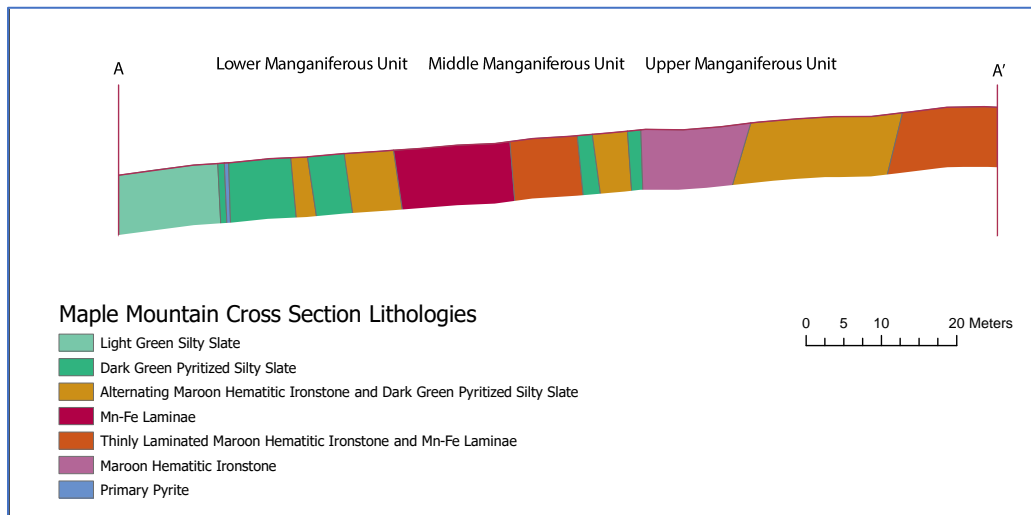 Lower Manganiferous Unit Middle Manganiferous Unit Upper Manganiferous Unit
A A'
Maple Mountain Cross Section Lithologies
Light Green Silty Slate
Dark Green Pyritized Silty Slate
Alternating Maroon Hematitic Ironstone and Dark Green Pyritized Silty Slate
Mn-Fe Laminae
Thinly Laminated Maroon Hematitic Ironstone and Mn-Fe Laminae
Maroon Hematitic Ironstone
Primary Pyrite
0 5 10 20 Meters